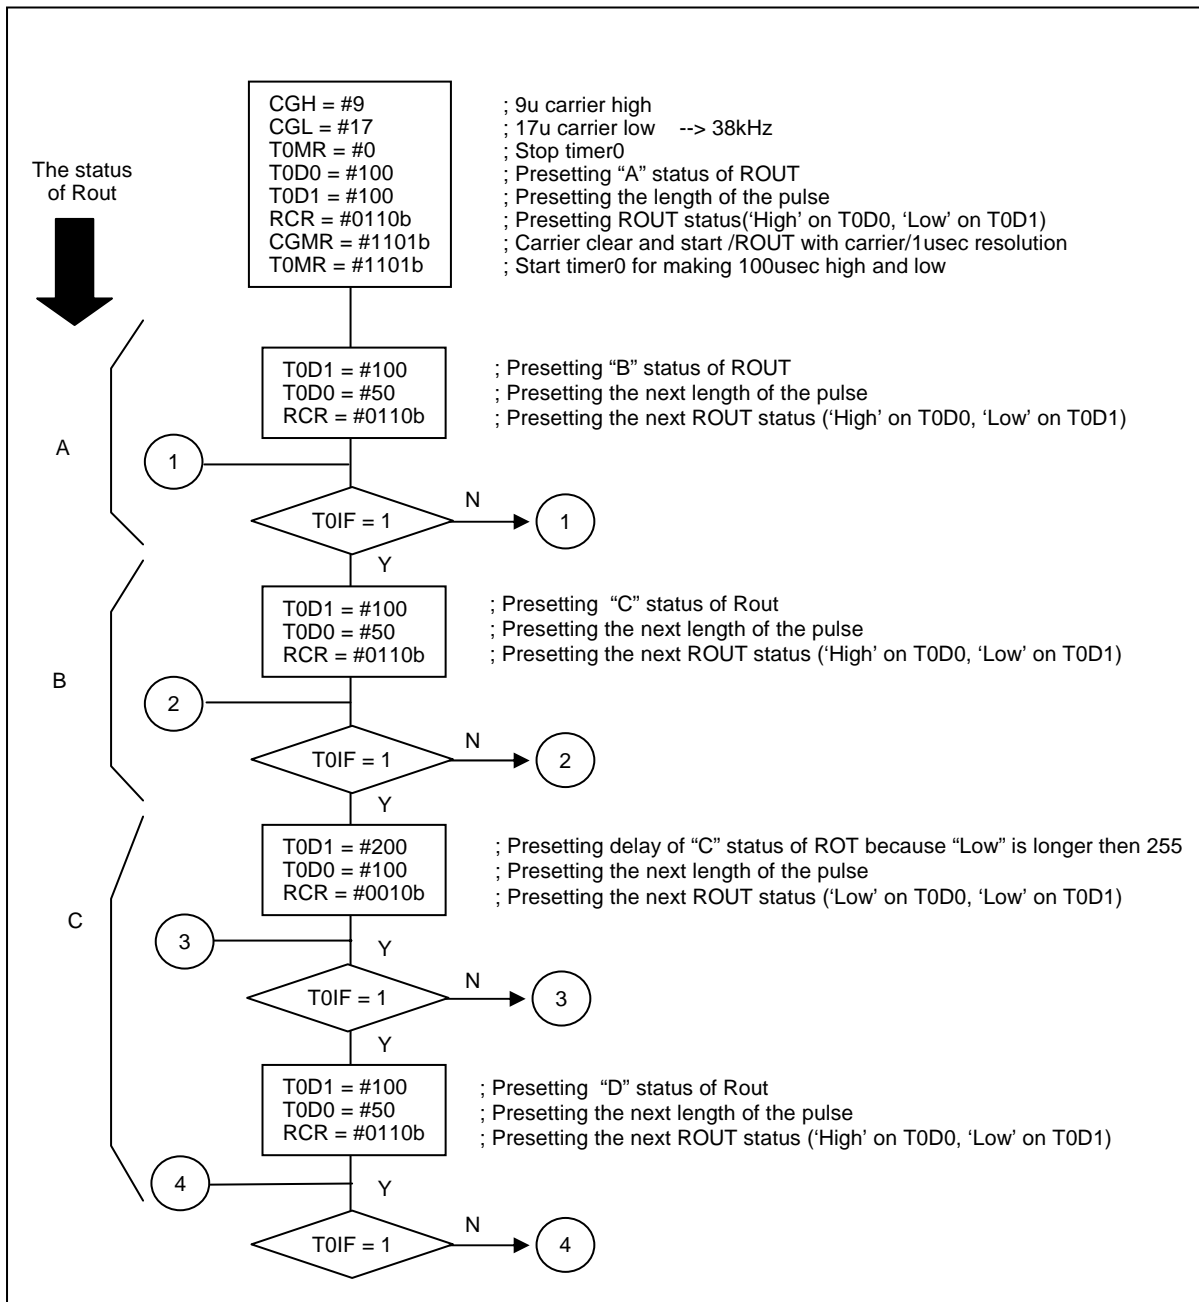 CGH = #9 ; 9u carrier high
CGL = #17 ; 17u carrier low --> 38kHz
T0MR = #0 ; Stop timer0
T0D0 = #100 ; Presetting “A” status of ROUT
T0D1 = #100 ; Presetting the length of the pulse
RCR = #0110b ; Presetting ROUT status(‘High’ on T0D0, ‘Low’ on T0D1)
CGMR = #1101b ; Carrier clear and start /ROUT with carrier/1usec resolution
T0MR = #1101b ; Start timer0 for making 100usec high and low
The status
of Rout
T0D1 = #100 ; Presetting “B” status of ROUT
T0D0 = #50 ; Presetting the next length of the pulse
RCR = #0110b ; Presetting the next ROUT status (‘High’ on T0D0, ‘Low’ on T0D1)
A
1
T0IF = 1
N
1
Y
T0D1 = #100 ; Presetting “C” status of Rout
T0D0 = #50 ; Presetting the next length of the pulse
RCR = #0110b ; Presetting the next ROUT status (‘High’ on T0D0, ‘Low’ on T0D1)
B
2
T0IF = 1
N
2
Y
T0D1 = #200 ; Presetting delay of “C” status of ROT because “Low” is longer then 255
T0D0 = #100 ; Presetting the next length of the pulse
RCR = #0010b ; Presetting the next ROUT status (‘Low’ on T0D0, ‘Low’ on T0D1)
C
3
Y
T0IF = 1
N
3
Y
T0D1 = #100 ; Presetting “D” status of Rout
T0D0 = #50 ; Presetting the next length of the pulse
RCR = #0110b ; Presetting the next ROUT status (‘High’ on T0D0, ‘Low’ on T0D1)
4
Y
T0IF = 1
N
4